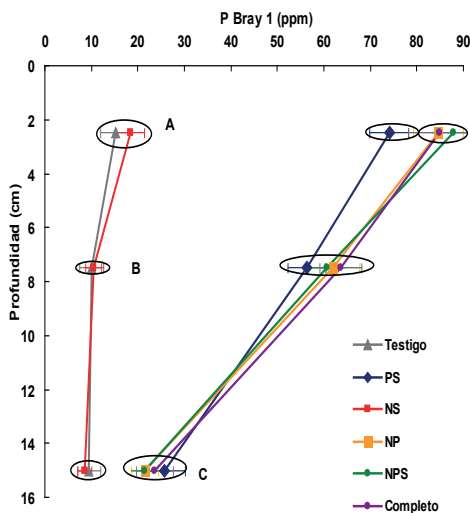 P Bray 1 (ppm)
0 10 20 30 40 50 60 70 80 90
0
2
4
6
8
10
12
14
16
Profundidad (cm)
A
B
C
Testigo
PS
NS
NP
NPS
Completo